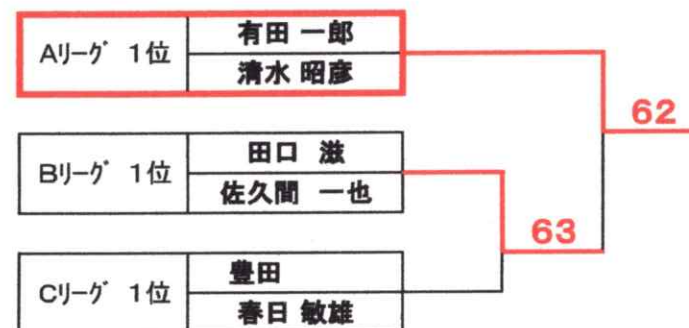 有田 一郎
Aリーグ 1位
清水 昭彦
62
田口 滋
Bリーグ 1位
佐久間 一也
63
豊田
Cリーグ 1位
春日 敏雄